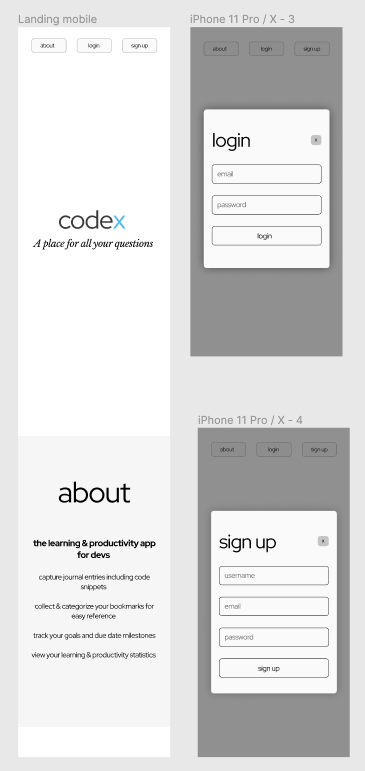 Landing mobile
about
login
sign up
codex
A place for all your questions
about
the learning & productivity app
for devs
capture journal entries including code
snippets
collect & categorize your bookmarks for
easy reference
track your goals and due date milestones
view your learning & productivity statistics
iPhone 11 Pro / X - 3
about
login
sign up
login
x
email
password
login
iPhone 11 Pro / X - 4
about
login
sign up
sign up
x
username
email
password
sign up